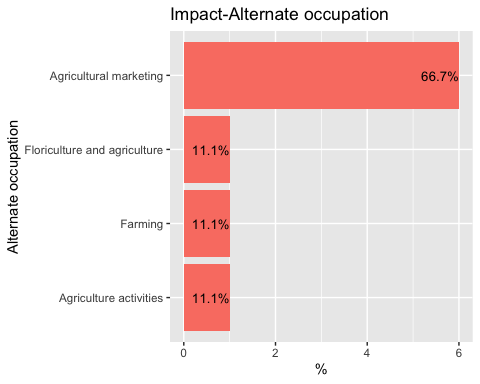 Impact-Alternate occupation
Alternate occupation
Agricultural marketing
66.7%
Floriculture and agriculture
11.1%
Farming
11.1%
Agriculture activities
11.1%
0 2 4 6
%